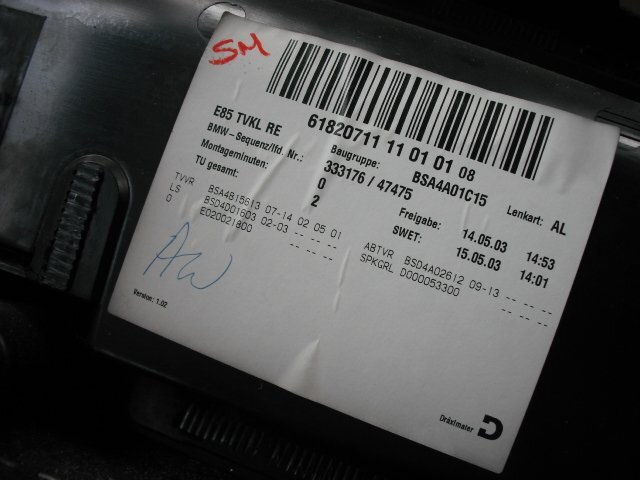 SM
61820711 11 01 01 08
E85 TVKL RE
BMW-Sequenz/lfd. Nr.: 333176 / 47475
Baugruppe: BSA4A01C15 Lenkart: AL
Montageminuten: 0 Freigabe: 14.05.03 14:53
TU gesamt: 2 SWET: 15.05.03 14:01
TVVR BSA4B15613 07-14 02 05 01 ABTVR BSD4A02612 09-13 -- -- --
LS BSD4D01603 02-03 -- -- -- SPKGRL D000053300 -- -- --
0 E020021800
AW
Version: 1.02
Dräxlmaier